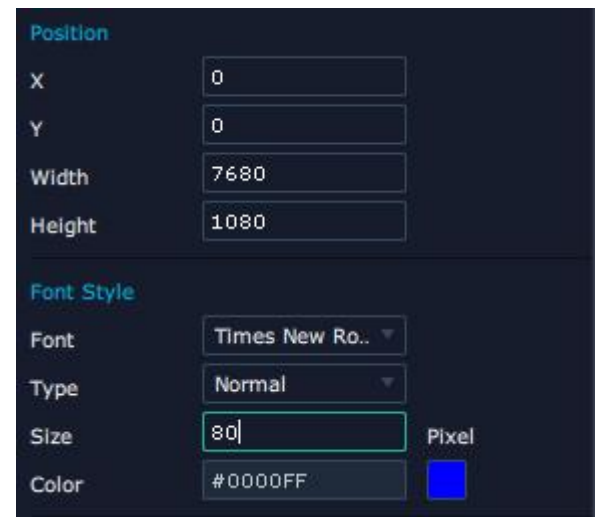 Position
X 0
Y 0
Width 7680
Height 1080
Font Style
Font Times New Ro..
Type Normal
Size 80 Pixel
Color #0000FF